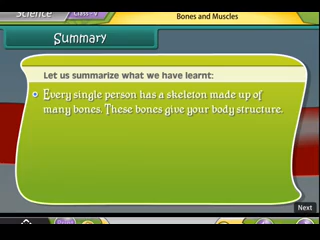 Science Class-V
Bones and Muscles
Summary
Let us summarize what we have learnt:
Every single person has a skeleton made up of
many bones. These bones give your body structure.
Next